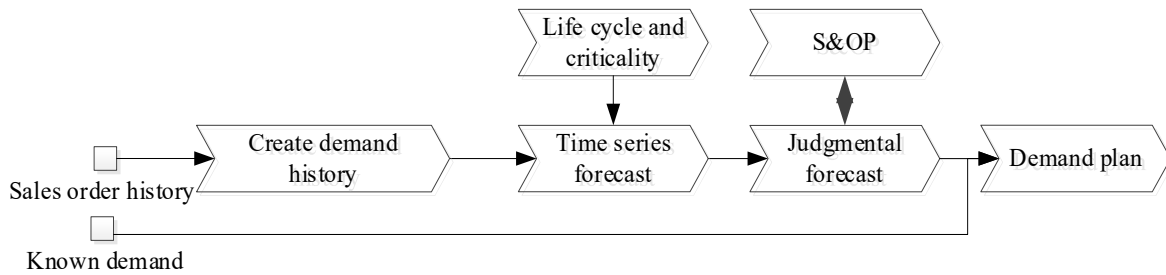 Life cycle and
criticality
S&OP
Create demand
history
Time series
forecast
Judgmental
forecast
Demand plan
Sales order history
Known demand